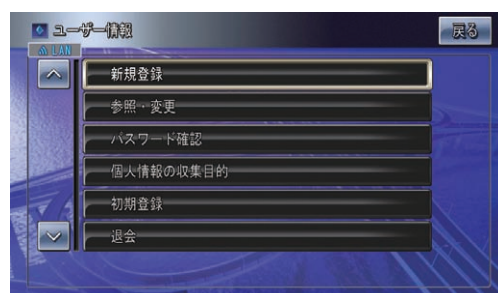 ユーザー情報
戻る
LAN
新規登録
参照・変更
パスワード確認
個人情報の収集目的
初期登録
退会